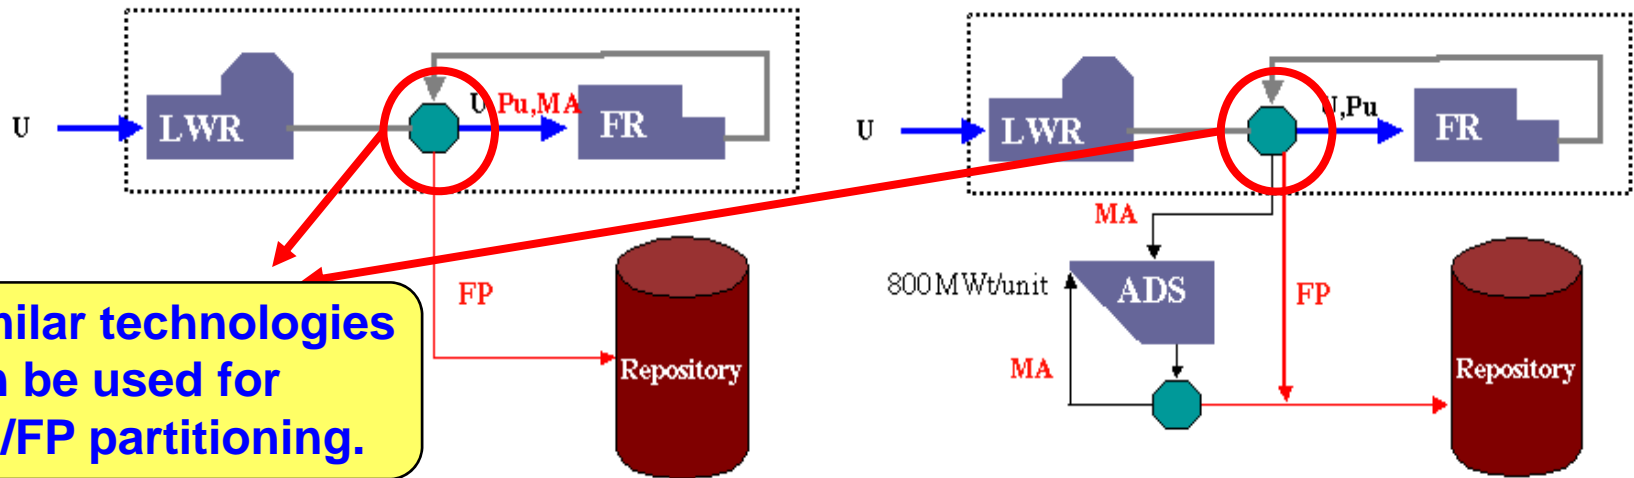 U
LWR
U,Pu,MA
FR
FP
Repository
milar technologies
n be used for
/FP partitioning.
U
LWR
U,Pu
FR
MA
800MWt/unit
ADS
FP
MA
Repository